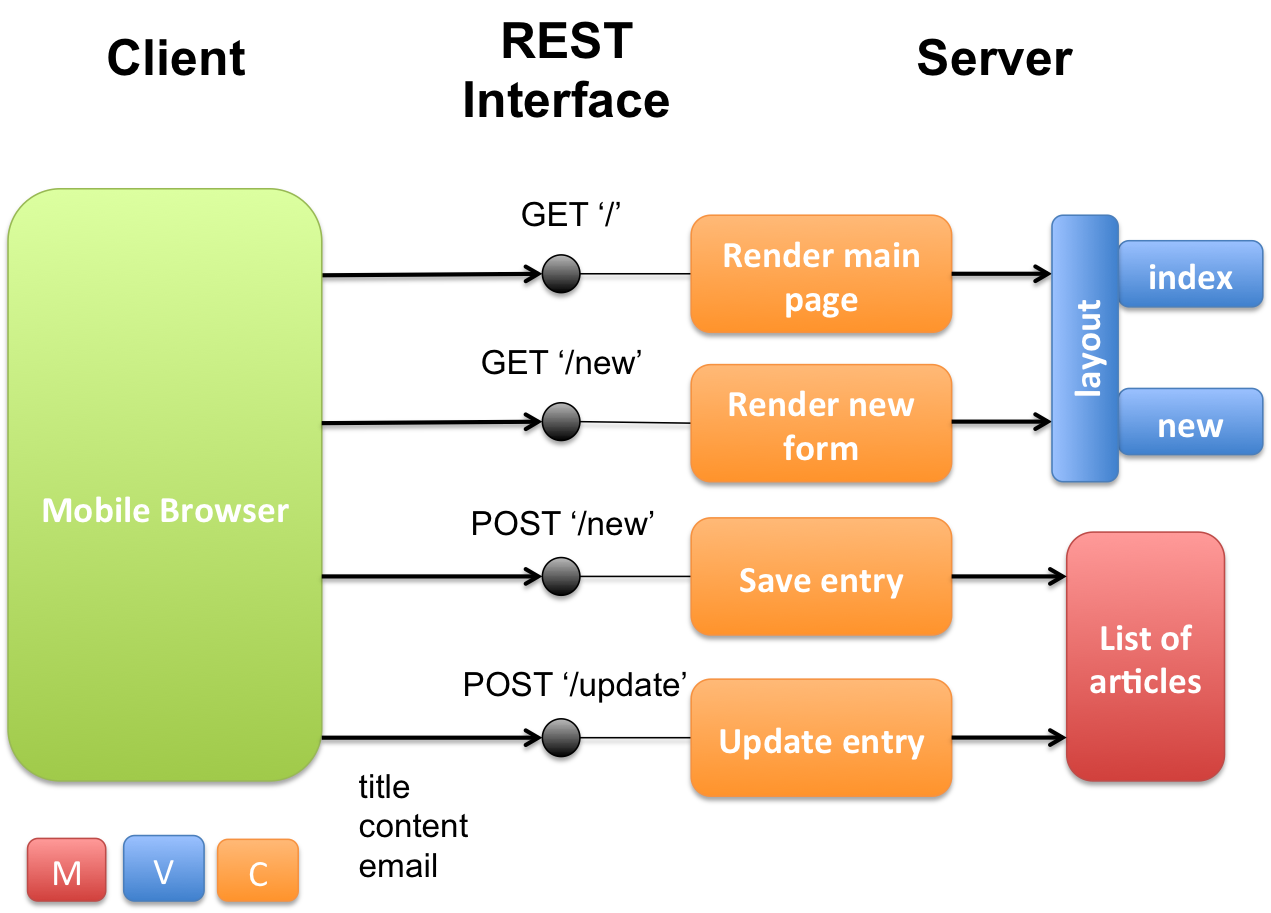 Client
REST
Interface
Server
GET ‘/’
Render main
page
layout
index
GET ‘/new’
Render new
form
new
Mobile Browser
POST ‘/new’
Save entry
List of
articles
POST ‘/update’
Update entry
title
content
email
M
V
C